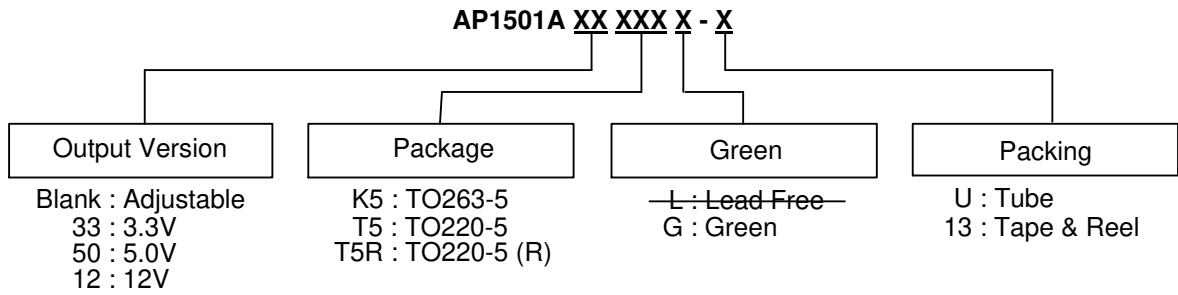 AP1501A XX XXX X - X
Output Version
Blank : Adjustable
33 : 3.3V
50 : 5.0V
12 : 12V
Package
K5 : TO263-5
T5 : TO220-5
T5R : TO220-5 (R)
Green
L : Lead Free
G : Green
Packing
U : Tube
13 : Tape & Reel